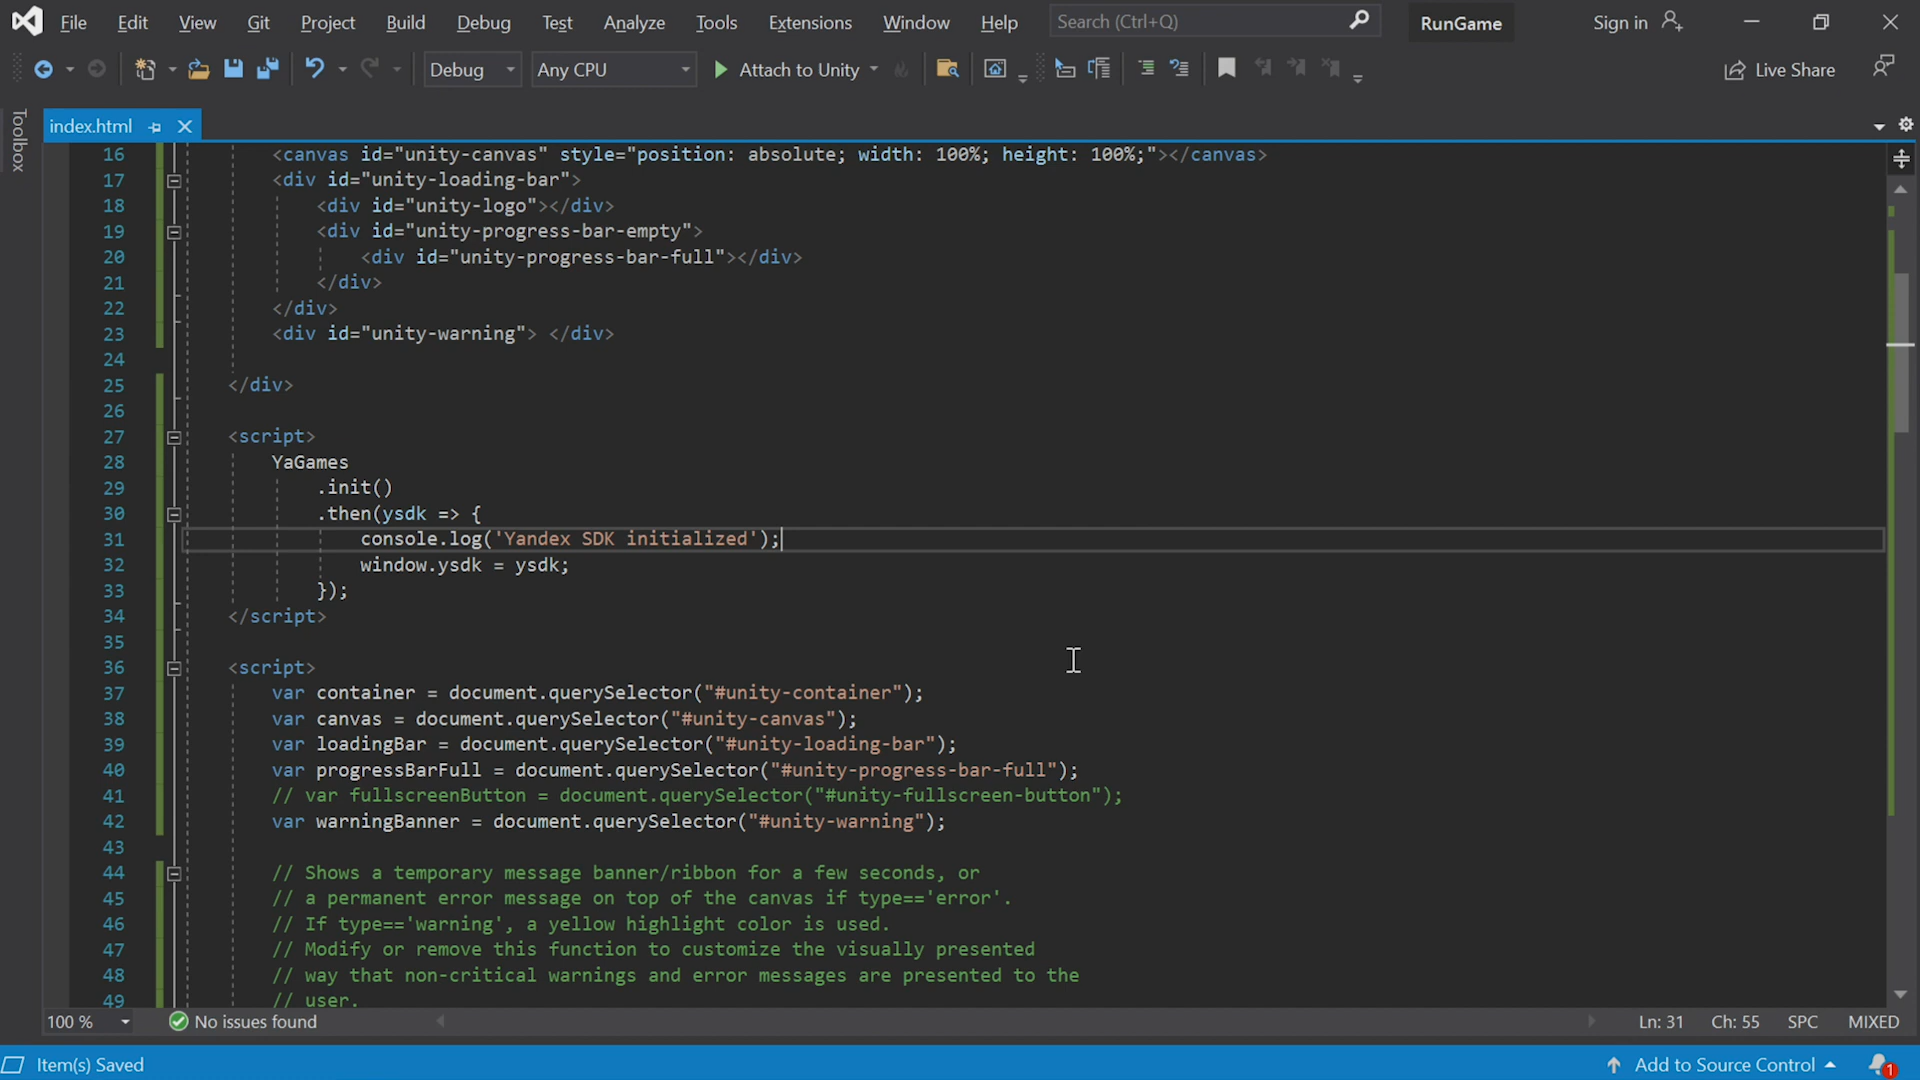 File Edit View Git Project Build Debug Test Analyze Tools Extensions Window Help Search (Ctrl+Q) RunGame Sign in
Debug Any CPU Attach to Unity Live Share
Toolbox
index.html
16 <canvas id="unity-canvas" style="position: absolute; width: 100%; height: 100%;"></canvas>
17 <div id="unity-loading-bar">
18 <div id="unity-logo"></div>
19 <div id="unity-progress-bar-empty">
20 <div id="unity-progress-bar-full"></div>
21 </div>
22 </div>
23 <div id="unity-warning"> </div>
24
25 </div>
26
27 <script>
28 YaGames
29 .init()
30 .then(ysdk => {
31 console.log('Yandex SDK initialized');
32 window.ysdk = ysdk;
33 });
34 </script>
35
36 <script>
37 var container = document.querySelector("#unity-container");
38 var canvas = document.querySelector("#unity-canvas");
39 var loadingBar = document.querySelector("#unity-loading-bar");
40 var progressBarFull = document.querySelector("#unity-progress-bar-full");
41 // var fullscreenButton = document.querySelector("#unity-fullscreen-button");
42 var warningBanner = document.querySelector("#unity-warning");
43
44 // Shows a temporary message banner/ribbon for a few seconds, or
45 // a permanent error message on top of the canvas if type=='error'.
46 // If type=='warning', a yellow highlight color is used.
47 // Modify or remove this function to customize the visually presented
48 // way that non-critical warnings and error messages are presented to the
49 // user.
100 % No issues found Ln: 31 Ch: 55 SPC MIXED
Item(s) Saved Add to Source Control 1